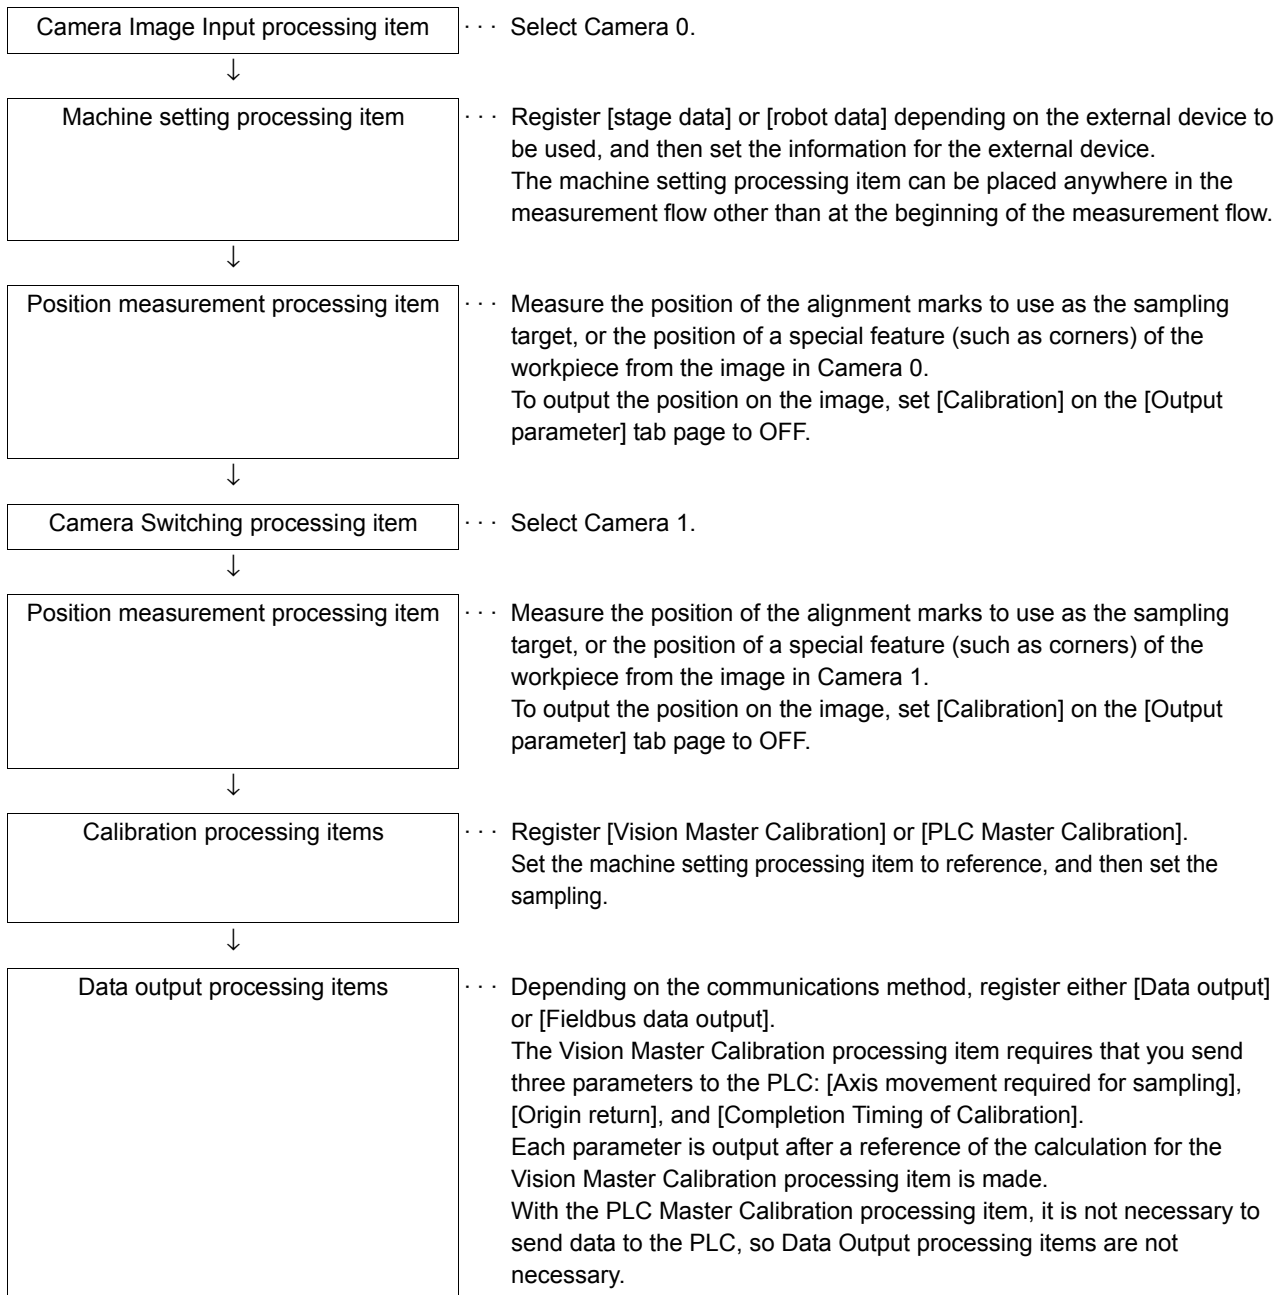 Camera Image Input processing item · · · Select Camera 0.
↓
Machine setting processing item · · · Register [stage data] or [robot data] depending on the external device to
be used, and then set the information for the external device.
The machine setting processing item can be placed anywhere in the
measurement flow other than at the beginning of the measurement flow.
↓
Position measurement processing item · · · Measure the position of the alignment marks to use as the sampling
target, or the position of a special feature (such as corners) of the
workpiece from the image in Camera 0.
To output the position on the image, set [Calibration] on the [Output
parameter] tab page to OFF.
↓
Camera Switching processing item · · · Select Camera 1.
↓
Position measurement processing item · · · Measure the position of the alignment marks to use as the sampling
target, or the position of a special feature (such as corners) of the
workpiece from the image in Camera 1.
To output the position on the image, set [Calibration] on the [Output
parameter] tab page to OFF.
↓
Calibration processing items · · · Register [Vision Master Calibration] or [PLC Master Calibration].
Set the machine setting processing item to reference, and then set the
sampling.
↓
Data output processing items · · · Depending on the communications method, register either [Data output]
or [Fieldbus data output].
The Vision Master Calibration processing item requires that you send
three parameters to the PLC: [Axis movement required for sampling],
[Origin return], and [Completion Timing of Calibration].
Each parameter is output after a reference of the calculation for the
Vision Master Calibration processing item is made.
With the PLC Master Calibration processing item, it is not necessary to
send data to the PLC, so Data Output processing items are not
necessary.